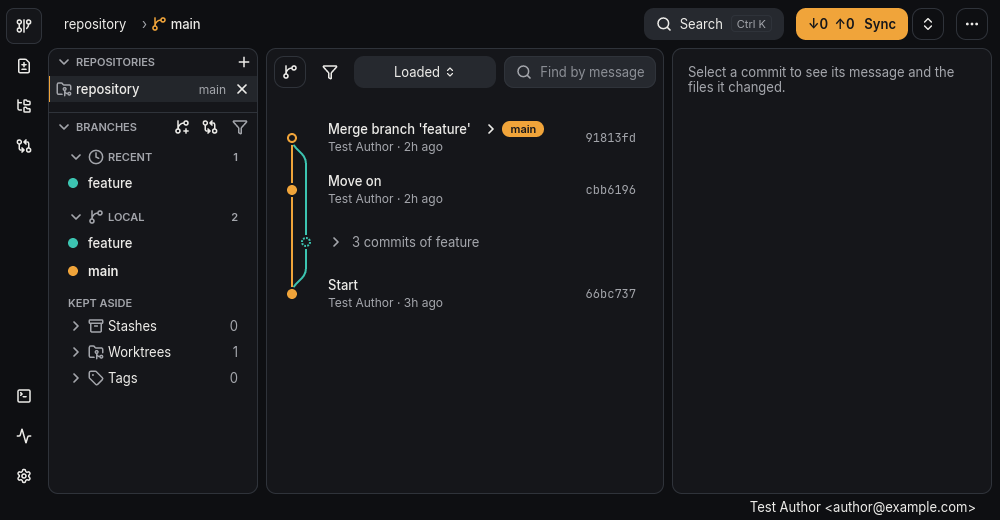 repository › main
Search Ctrl K
↓0 ↑0 Sync
REPOSITORIES
repository main
BRANCHES
RECENT 1
feature
LOCAL 2
feature
main
KEPT ASIDE
Stashes 0
Worktrees 1
Tags 0
Loaded
Find by message
Merge branch 'feature' main
Test Author · 2h ago
91813fd
Move on
Test Author · 2h ago
cbb6196
3 commits of feature
Start
Test Author · 3h ago
66bc737
Select a commit to see its message and the
files it changed.
Test Author <author@example.com>